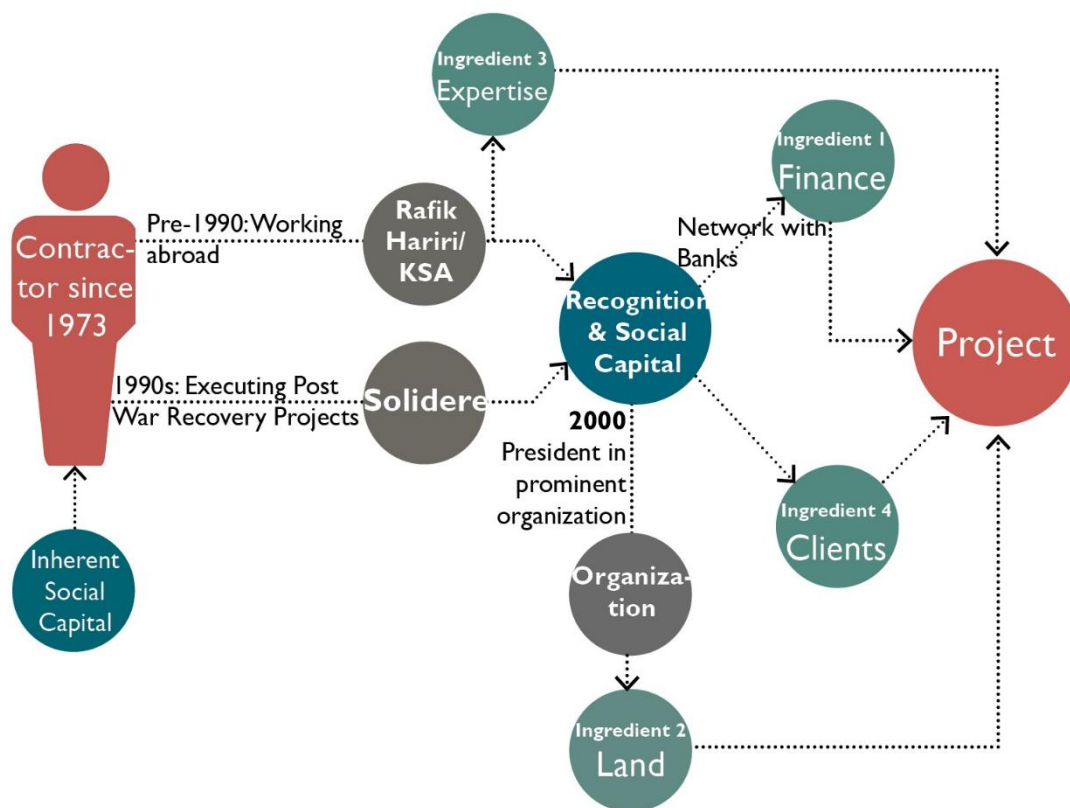 Ingredient 3
Expertise
Ingredient 1
Finance
Contrac-
tor since
1973
Pre-1990: Working
abroad
Rafik
Hariri/
KSA
Network with
Banks
Recognition
& Social
Capital
Project
1990s: Executing Post
War Recovery Projects
Solidere
2000
President in
prominent
organization
Ingredient 4
Clients
Inherent
Social
Capital
Organiza-
tion
Ingredient 2
Land